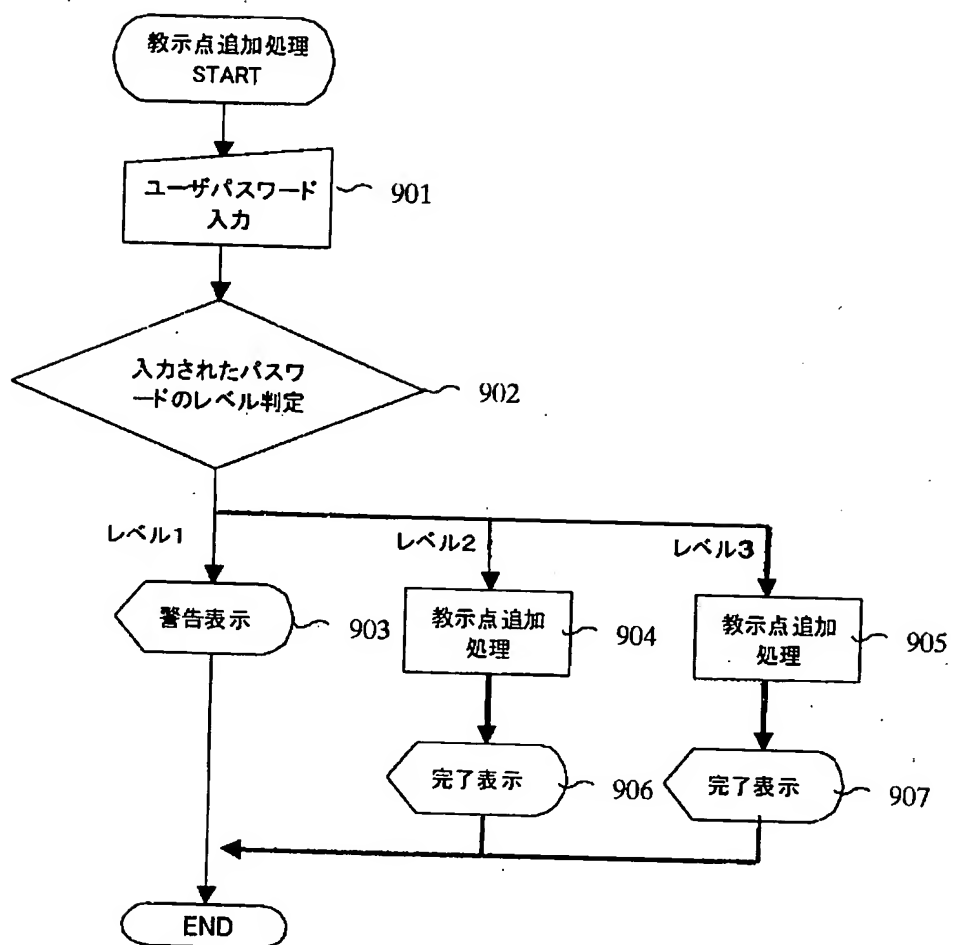 教示点追加処理
START
ユーザパスワード
入力
901
入力されたパスワ
ードのレベル判定
902
レベル1
レベル2
レベル3
警告表示
903
教示点追加
処理
904
教示点追加
処理
905
完了表示
906
完了表示
907
END